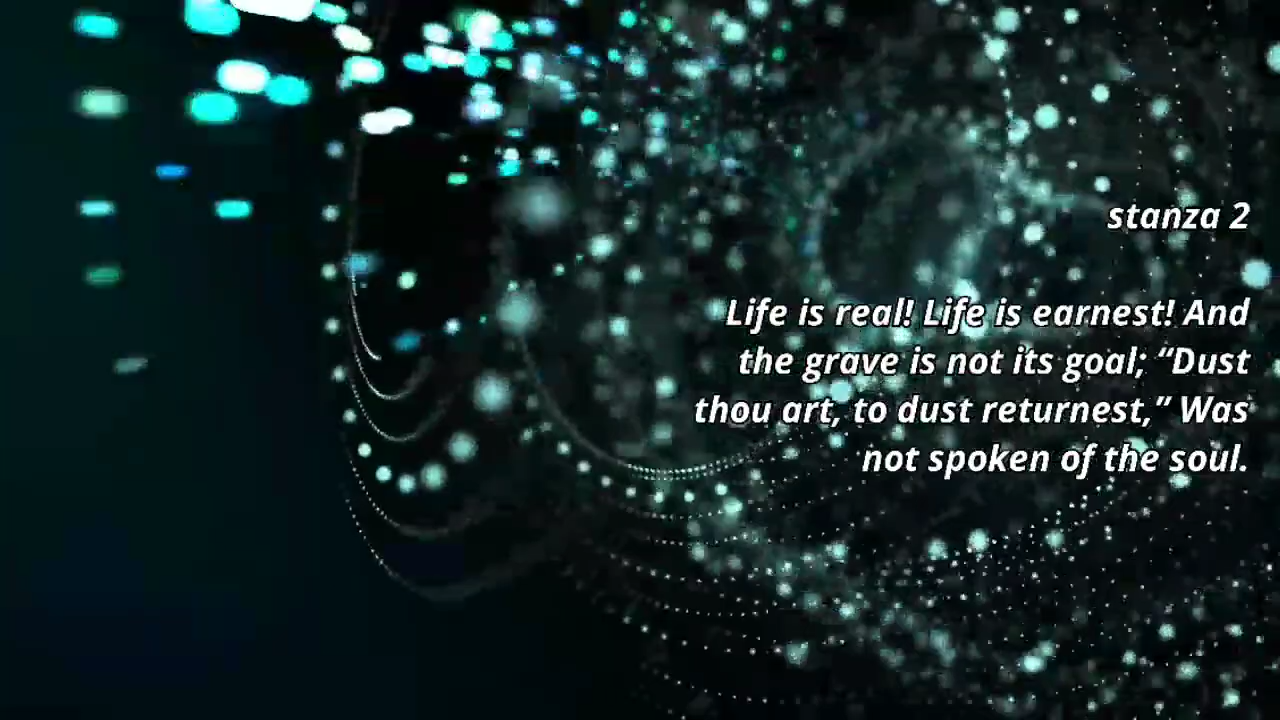 stanza 2
Life is real! Life is earnest! And
the grave is not its goal; “Dust
thou art, to dust returnest,” Was
not spoken of the soul.